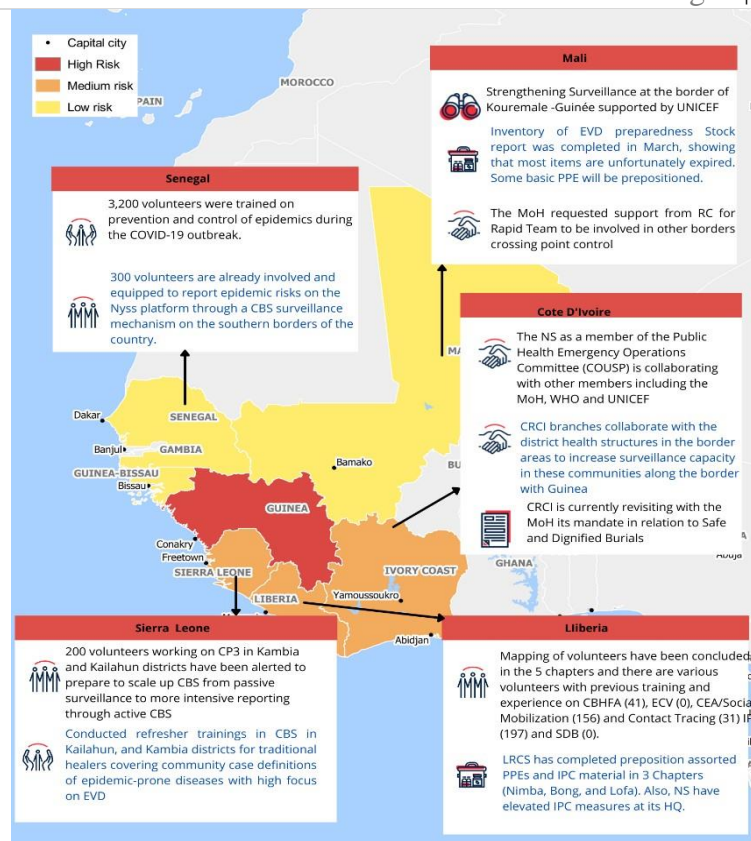 Capital city
High Risk
Medium risk
Low risk
PAIN
MOROCCO
Mali
Strengthening Surveillance at the border of
Kouremale -Guinée supported by UNICEF
Inventory of EVD preparedness Stock
report was completed in March, showing
that most items are unfortunately expired.
Some basic PPE will be prepositioned.
The MoH requested support from RC for
Rapid Team to be involved in other borders
crossing point control
Senegal
3,200 volunteers were trained on
prevention and control of epidemics during
the COVID-19 outbreak.
300 volunteers are already involved and
equipped to report epidemic risks on the
Nyss platform through a CBS surveillance
mechanism on the southern borders of the
country.
Cote D'Ivoire
The NS as a member of the Public
Health Emergency Operations
Committee (COUSP) is collaborating
with other members including the
MoH, WHO and UNICEF
CRCI branches collaborate with the
district health structures in the border
areas to increase surveillance capacity
in these communities along the border
with Guinea
CRCI is currently revisiting with the
MoH its mandate in relation to Safe
and Dignified Burials
MA
Dakar
SENEGAL
Banjul
GAMBIA
GUINEA-BISSAU
Bissau
Bamako
BU
GUINEA
Conakry
Freetown
SIERRA LEONE
LIBERIA
IVORY COAST
Yamoussoukro
Abidjan
GHANA
Abuja
Sierra Leone
200 volunteers working on CP3 in Kambia
and Kailahun districts have been alerted to
prepare to scale up CBS from passive
surveillance to more intensive reporting
through active CBS
Conducted refresher trainings in CBS in
Kailahun, and Kambia districts for traditional
healers covering community case definitions
of epidemic-prone diseases with high focus
on EVD
Lliberia
Mapping of volunteers have been concluded
in the 5 chapters and there are various
volunteers with previous training and
experience on CBHFA (41), ECV (0), CEA/Social
Mobilization (156) and Contact Tracing (31) IP
(197) and SDB (0).
LRCS has completed preposition assorted
PPEs and IPC material in 3 Chapters
(Nimba, Bong, and Lofa). Also, NS have
elevated IPC measures at its HQ.